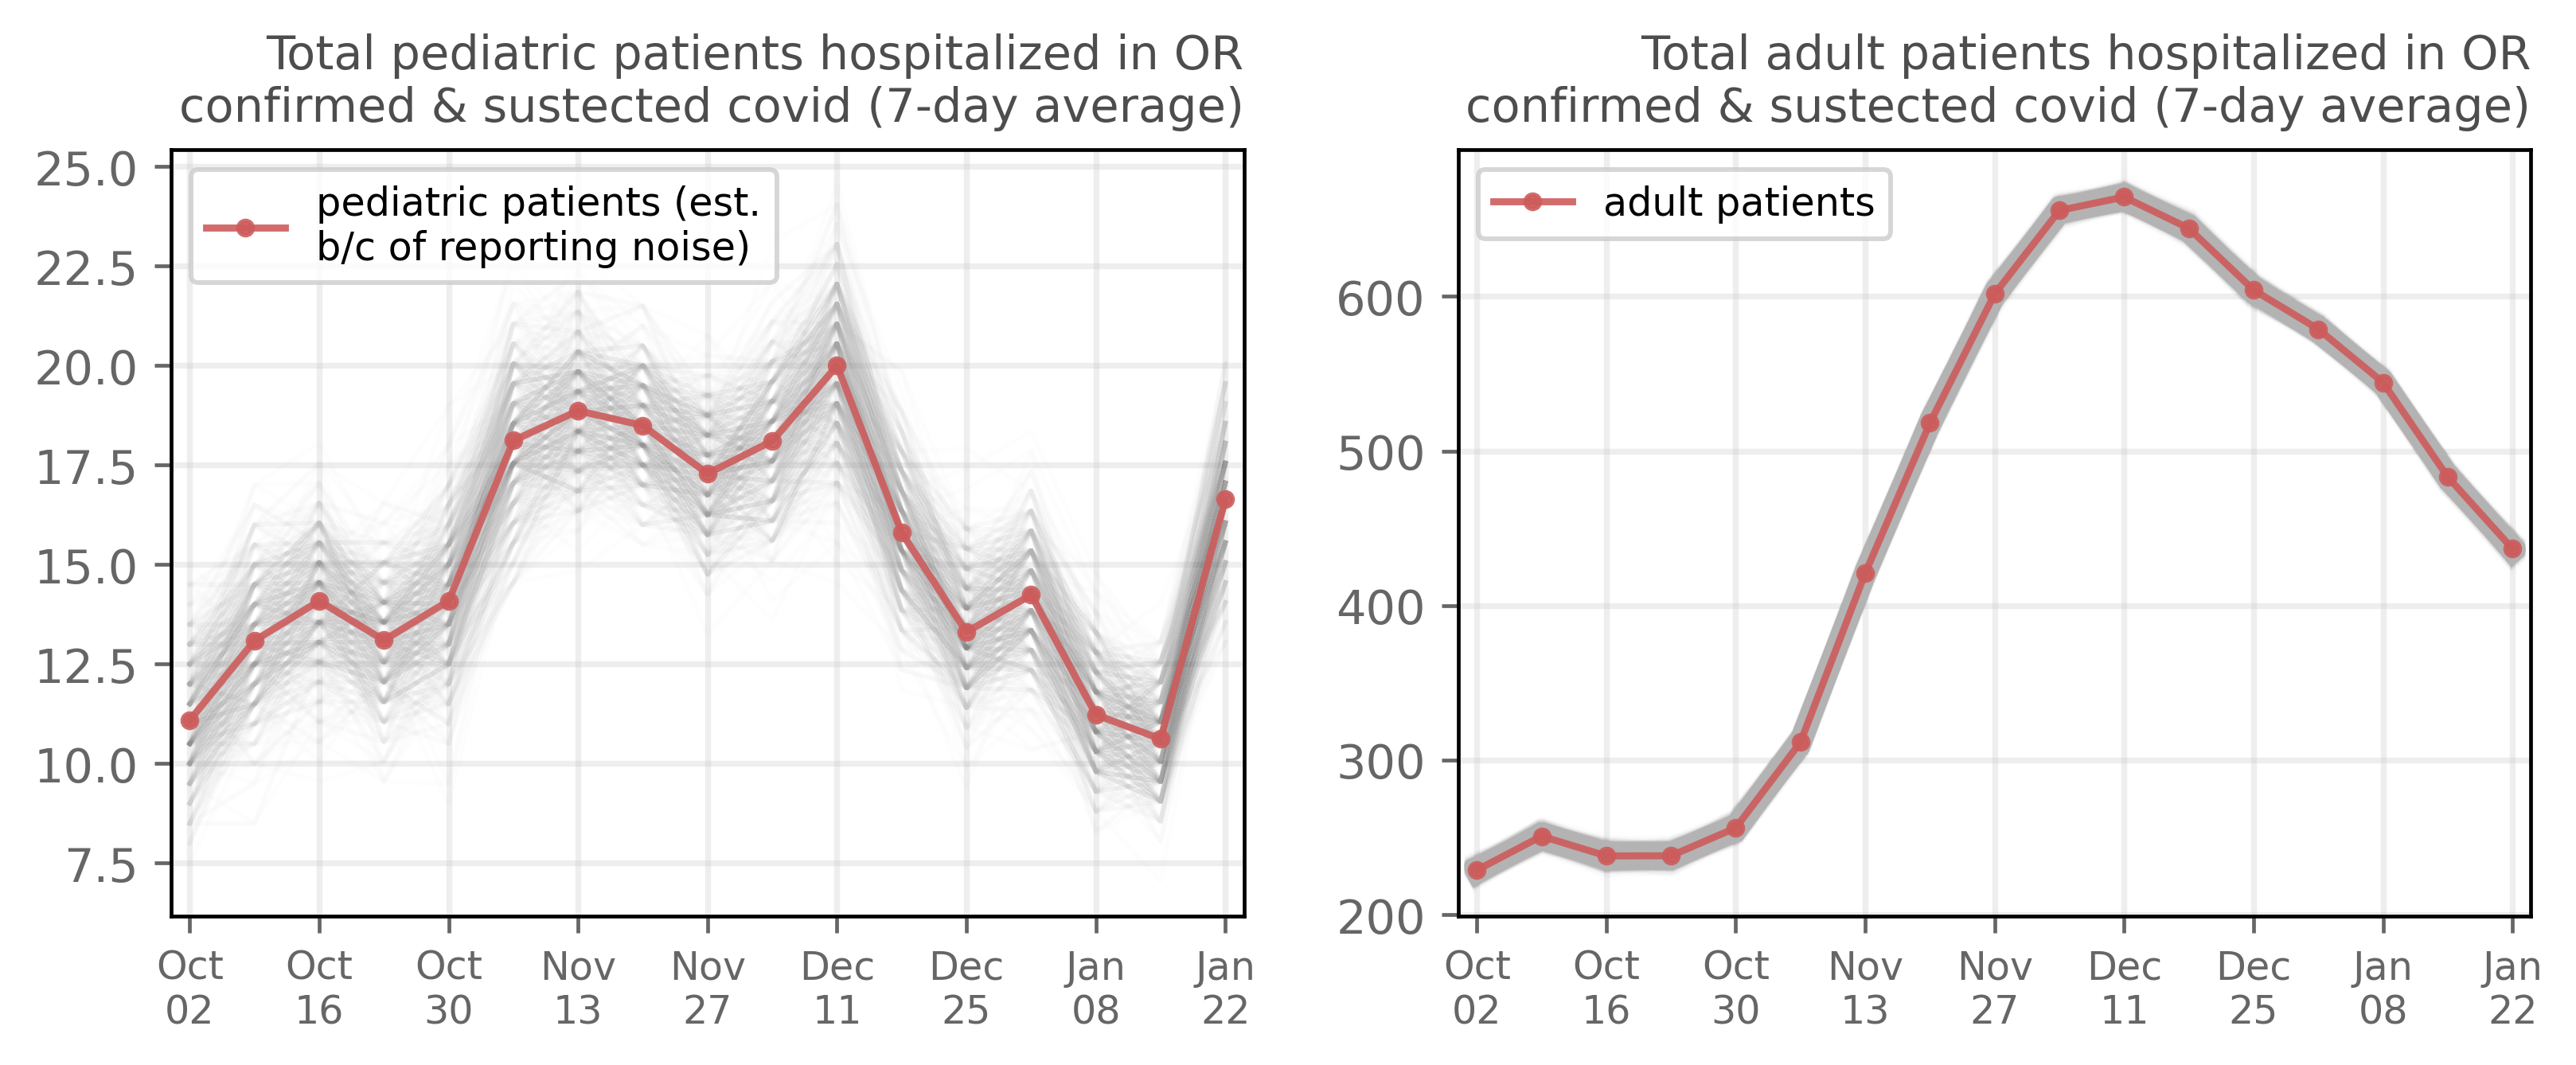 Total pediatric patients hospitalized in OR
confirmed & sustected covid (7-day average)
25.0
22.5
20.0
17.5
15.0
12.5
10.0
7.5
pediatric patients (est.
b/c of reporting noise)
Oct Oct Oct Nov Nov Dec Dec Jan Jan
02 16 30 13 27 11 25 08 22
Total adult patients hospitalized in OR
confirmed & sustected covid (7-day average)
600
500
400
300
200
adult patients
Oct Oct Oct Nov Nov Dec Dec Jan Jan
02 16 30 13 27 11 25 08 22